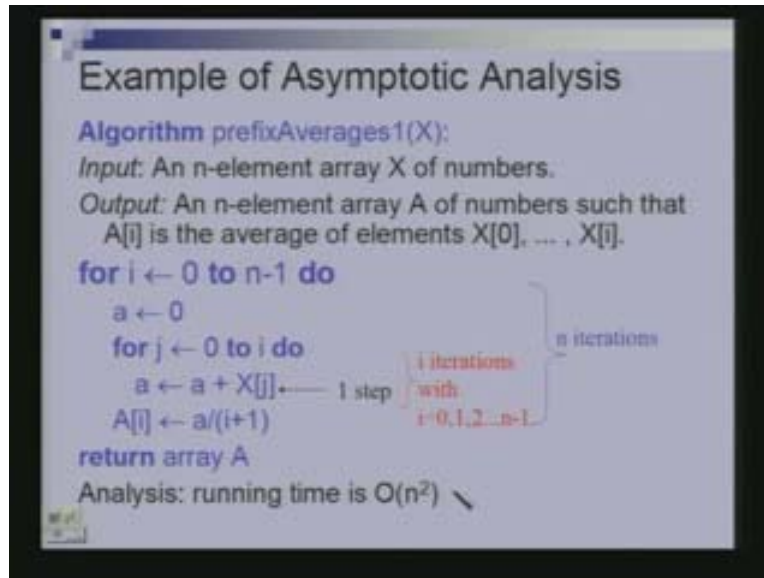 Example of Asymptotic Analysis
Algorithm prefixAverages1(X):
Input: An n-element array X of numbers.
Output: An n-element array A of numbers such that
A[i] is the average of elements X[0], ... , X[i].
for i ← 0 to n-1 do
a ← 0
for j ← 0 to i do
a ← a + X[j] ← 1 step
A[i] ← a/(i+1)
i iterations
with
i=0,1,2...n-1
n iterations
return array A
Analysis: running time is O(n²)